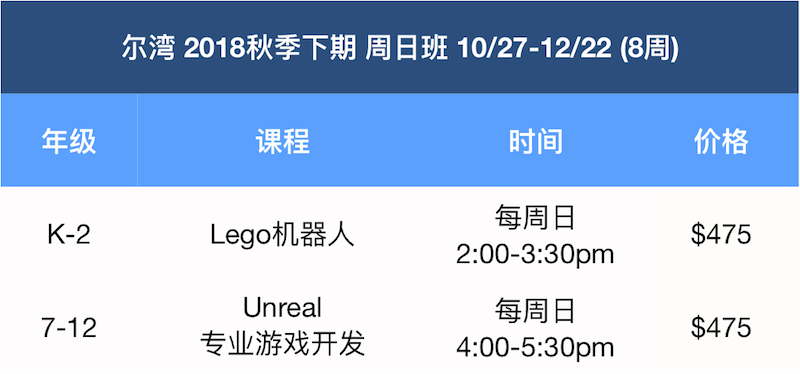 尔湾 2018秋季下期 周日班 10/27-12/22 (8周)
年级 课程 时间 价格
K-2 Lego机器人 每周日 $475
2:00-3:30pm
7-12 Unreal 每周日 $475
专业游戏开发 4:00-5:30pm